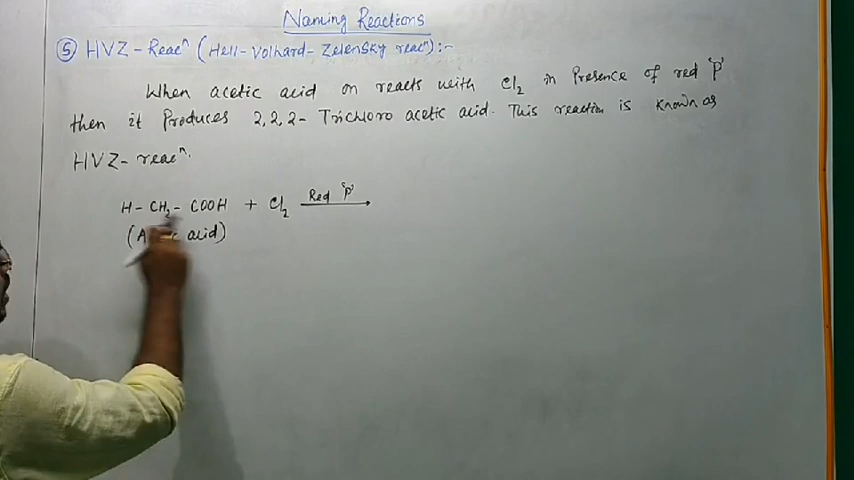 Naming Reactions
⑤ HVZ-Reacⁿ (Hell-Volhard-Zelensky reacⁿ):-
When acetic acid on reacts with Cl₂ in Presence of red 'P'
then it Produces 2,2,2-Trichloro acetic acid. This reaction is known as
HVZ-reacⁿ.
H-CH₂-COOH + Cl₂ Red 'P' →
acid)